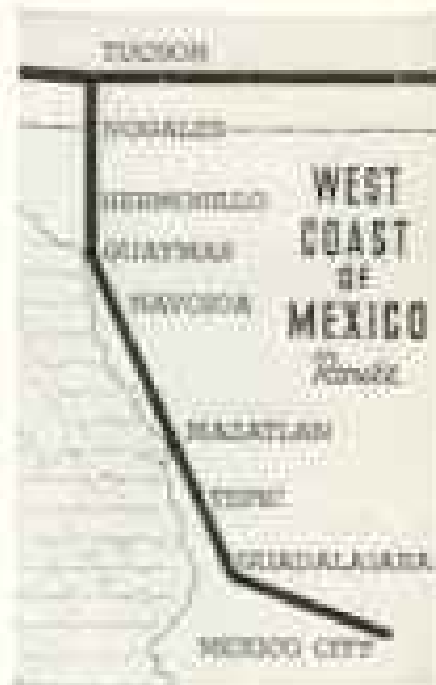 TUCSON
NOGALES
HERMOSILLO
GUAYMAS
NAVOJOA
WEST
COAST
OF
MEXICO
Route
MAZATLAN
TEPIC
GUADALAJARA
MEXICO CITY